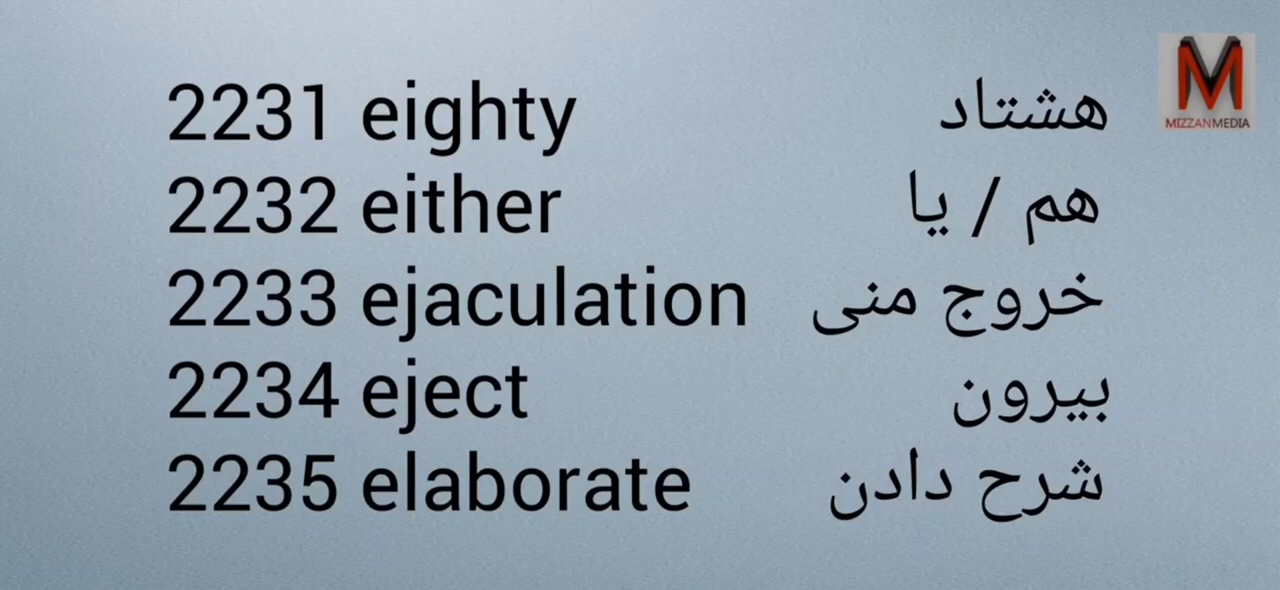 2231 eighty هشتاد
2232 either هم / یا
2233 ejaculation خروج منی
2234 eject بیرون
2235 elaborate شرح دادن
MIZZANMEDIA